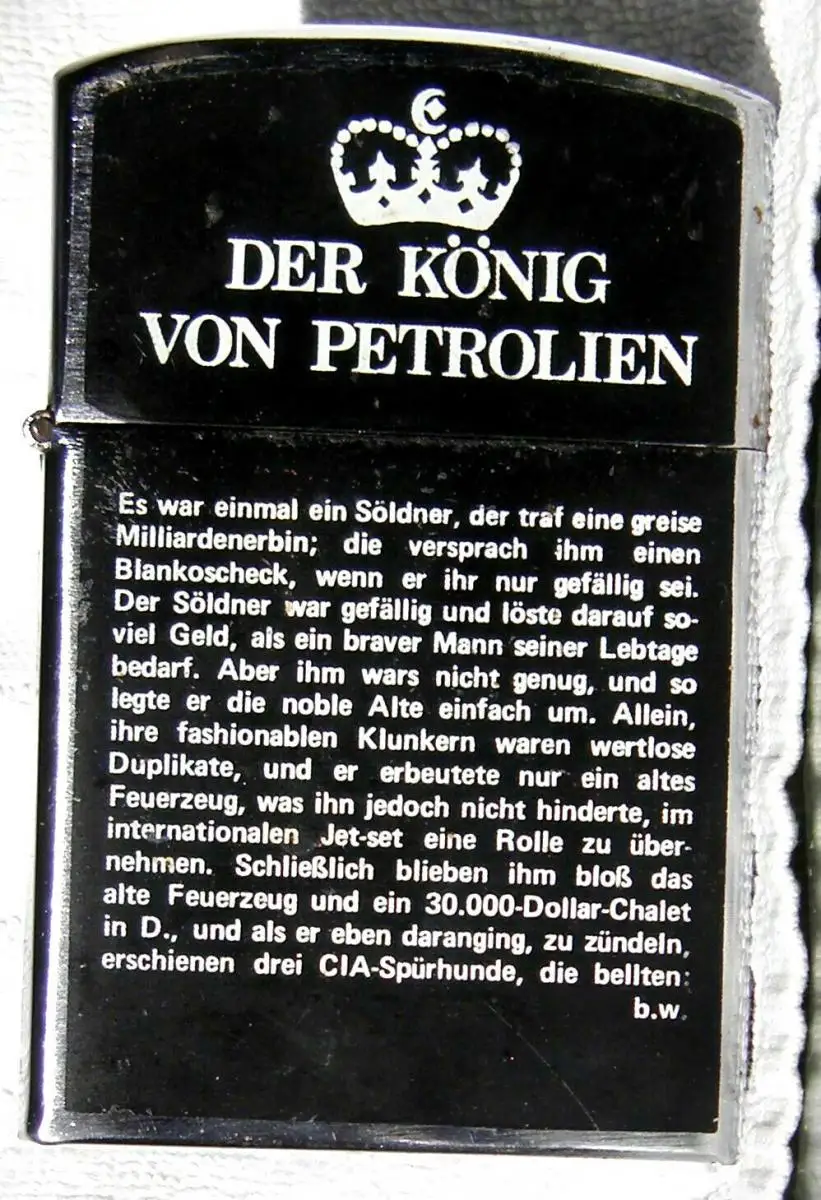 DER KÖNIG
VON PETROLIEN
Es war einmal ein Söldner, der traf eine greise
Milliardenerbin; die versprach ihm einen
Blankoscheck, wenn er ihr nur gefällig sei.
Der Söldner war gefällig und löste darauf so-
viel Geld, als ein braver Mann seiner Lebtage
bedarf. Aber ihm wars nicht genug, und so
legte er die noble Alte einfach um. Allein,
ihre fashionablen Klunkern waren wertlose
Duplikate, und er erbeutete nur ein altes
Feuerzeug, was ihn jedoch nicht hinderte, im
internationalen Jet-set eine Rolle zu über-
nehmen. Schließlich blieben ihm bloß das
alte Feuerzeug und ein 30.000-Dollar-Chalet
in D., und als er eben daranging, zu zündeln,
erschienen drei CIA-Spürhunde, die bellten:
b.w.